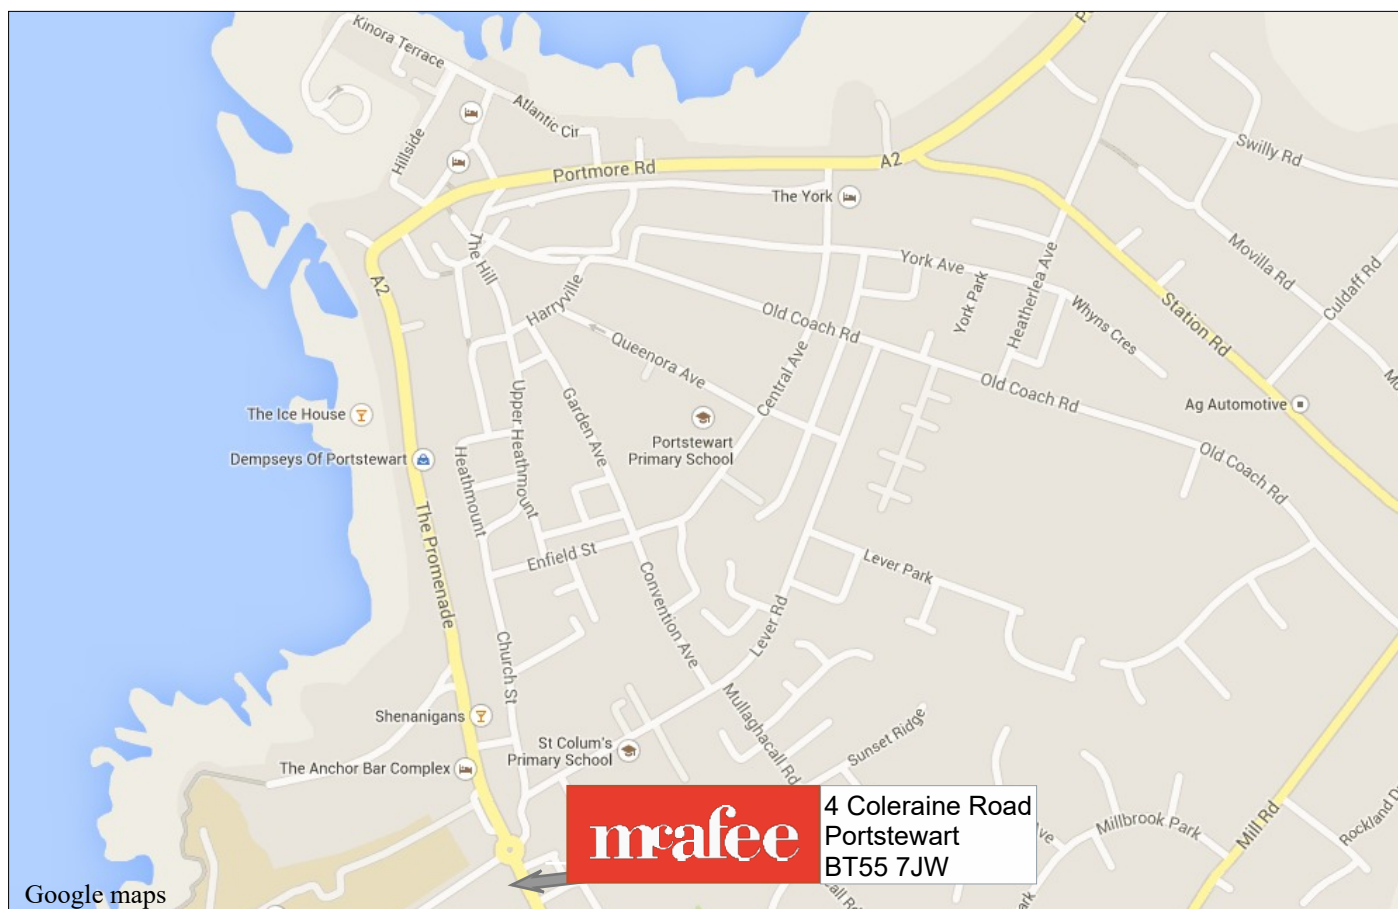 Kinora Terrace
Atlantic Cir
Hillside
Portmore Rd
A2
Swilly Rd
The York
The Hill
York Ave
Heatherlea Ave
Movilla Rd
Culdaff Rd
A2
Harryville
Old Coach Rd
York Park
Whyns Cres
Station Rd
Queenora Ave
Central Ave
Old Coach Rd
Ag Automotive
The Ice House
Upper Heathmount
Garden Ave
Portstewart
Primary School
Dempseys Of Portstewart
Heathmount
Old Coach Rd
The Promenade
Enfield St
Convention Ave
Lever Park
Lever Rd
Church St
Shenanigans
Mullaghacall Rd
Sunset Ridge
St Colum's
Primary School
The Anchor Bar Complex
mcafee
4 Coleraine Road
Portstewart
BT55 7JW
Ave
Millbrook Park
Mill Rd
Rockland D
Google maps